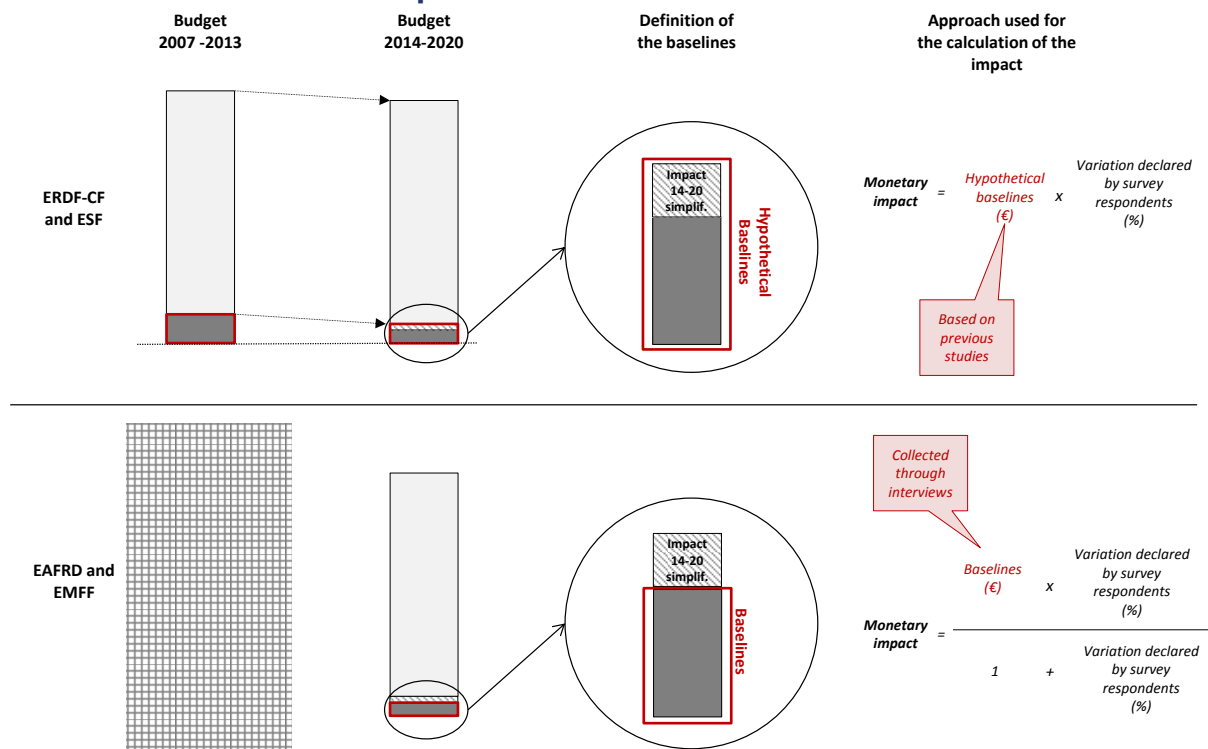 Budget
2007 -2013
Budget
2014-2020
Definition of
the baselines
Approach used for
the calculation of the
impact
ERDF-CF
and ESF
Impact
14-20
simplif.
Hypothetical
Baselines
Monetary
impact
=
Hypothetical
baselines
(€)
x
Variation declared
by survey
respondents
(%)
Based on
previous
studies
EAFRD and
EMFF
Impact
14-20
simplif.
Baselines
Collected
through
interviews
Monetary
impact
=
Baselines
(€)
x
Variation declared
by survey
respondents
(%)
1
+
Variation declared
by survey
respondents
(%)